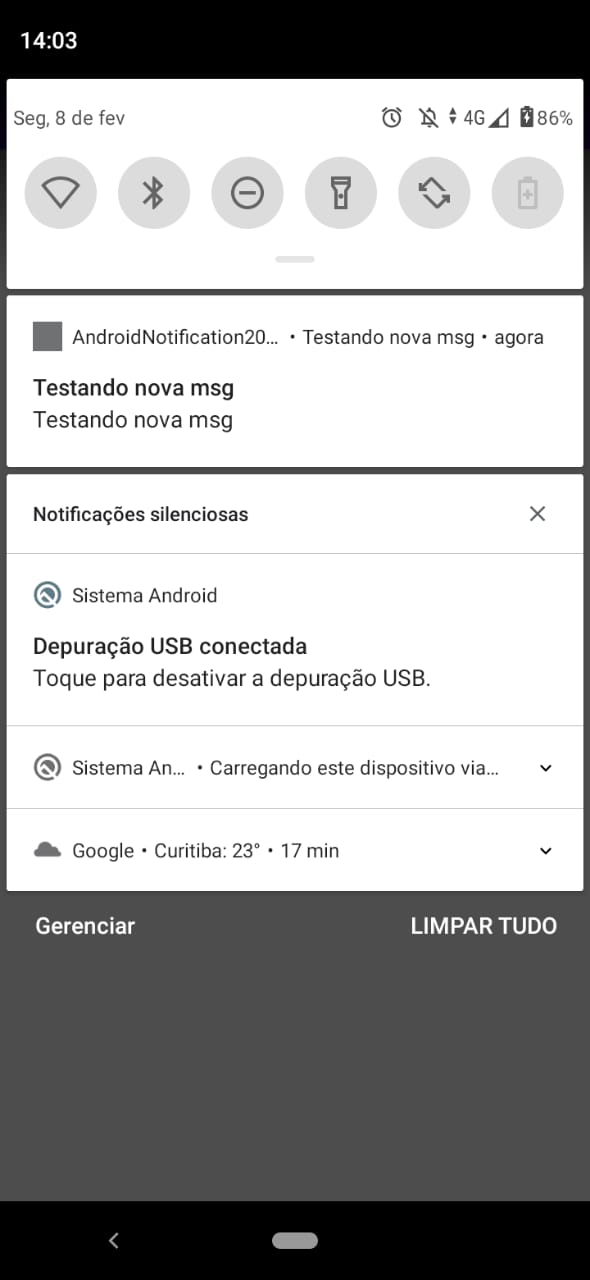 14:03
Seg, 8 de fev 4G 86%
AndroidNotification20... • Testando nova msg • agora
Testando nova msg
Testando nova msg
Notificações silenciosas
Sistema Android
Depuração USB conectada
Toque para desativar a depuração USB.
Sistema An... • Carregando este dispositivo via...
Google • Curitiba: 23° • 17 min
Gerenciar LIMPAR TUDO